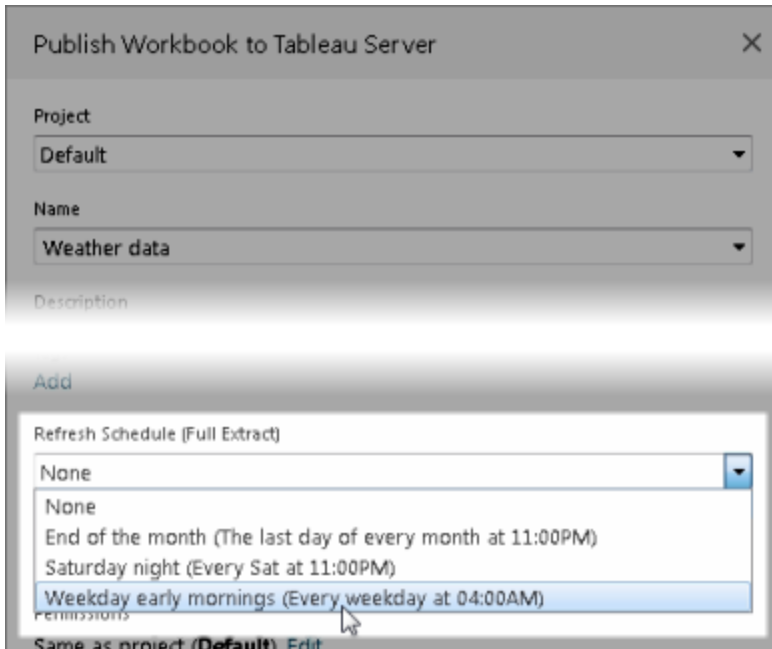 Publish Workbook to Tableau Server
Project
Default
Name
Weather data
Description
Add
Refresh Schedule (Full Extract)
None
None
End of the month (The last day of every month at 11:00PM)
Saturday night (Every Sat at 11:00PM)
Weekday early mornings (Every weekday at 04:00AM)
Permissions
Same as project (Default) Edit